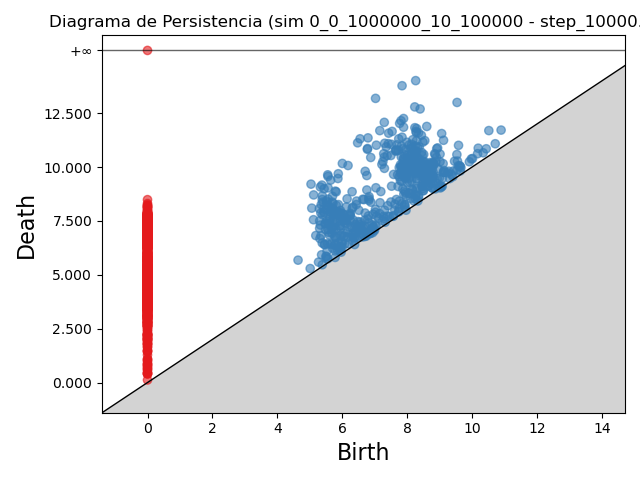 Diagrama de Persistencia (sim 0_0_1000000_10_100000 - step_10000.
+∞
12.500
10.000
7.500
5.000
2.500
0.000
Death
0 2 4 6 8 10 12 14
Birth